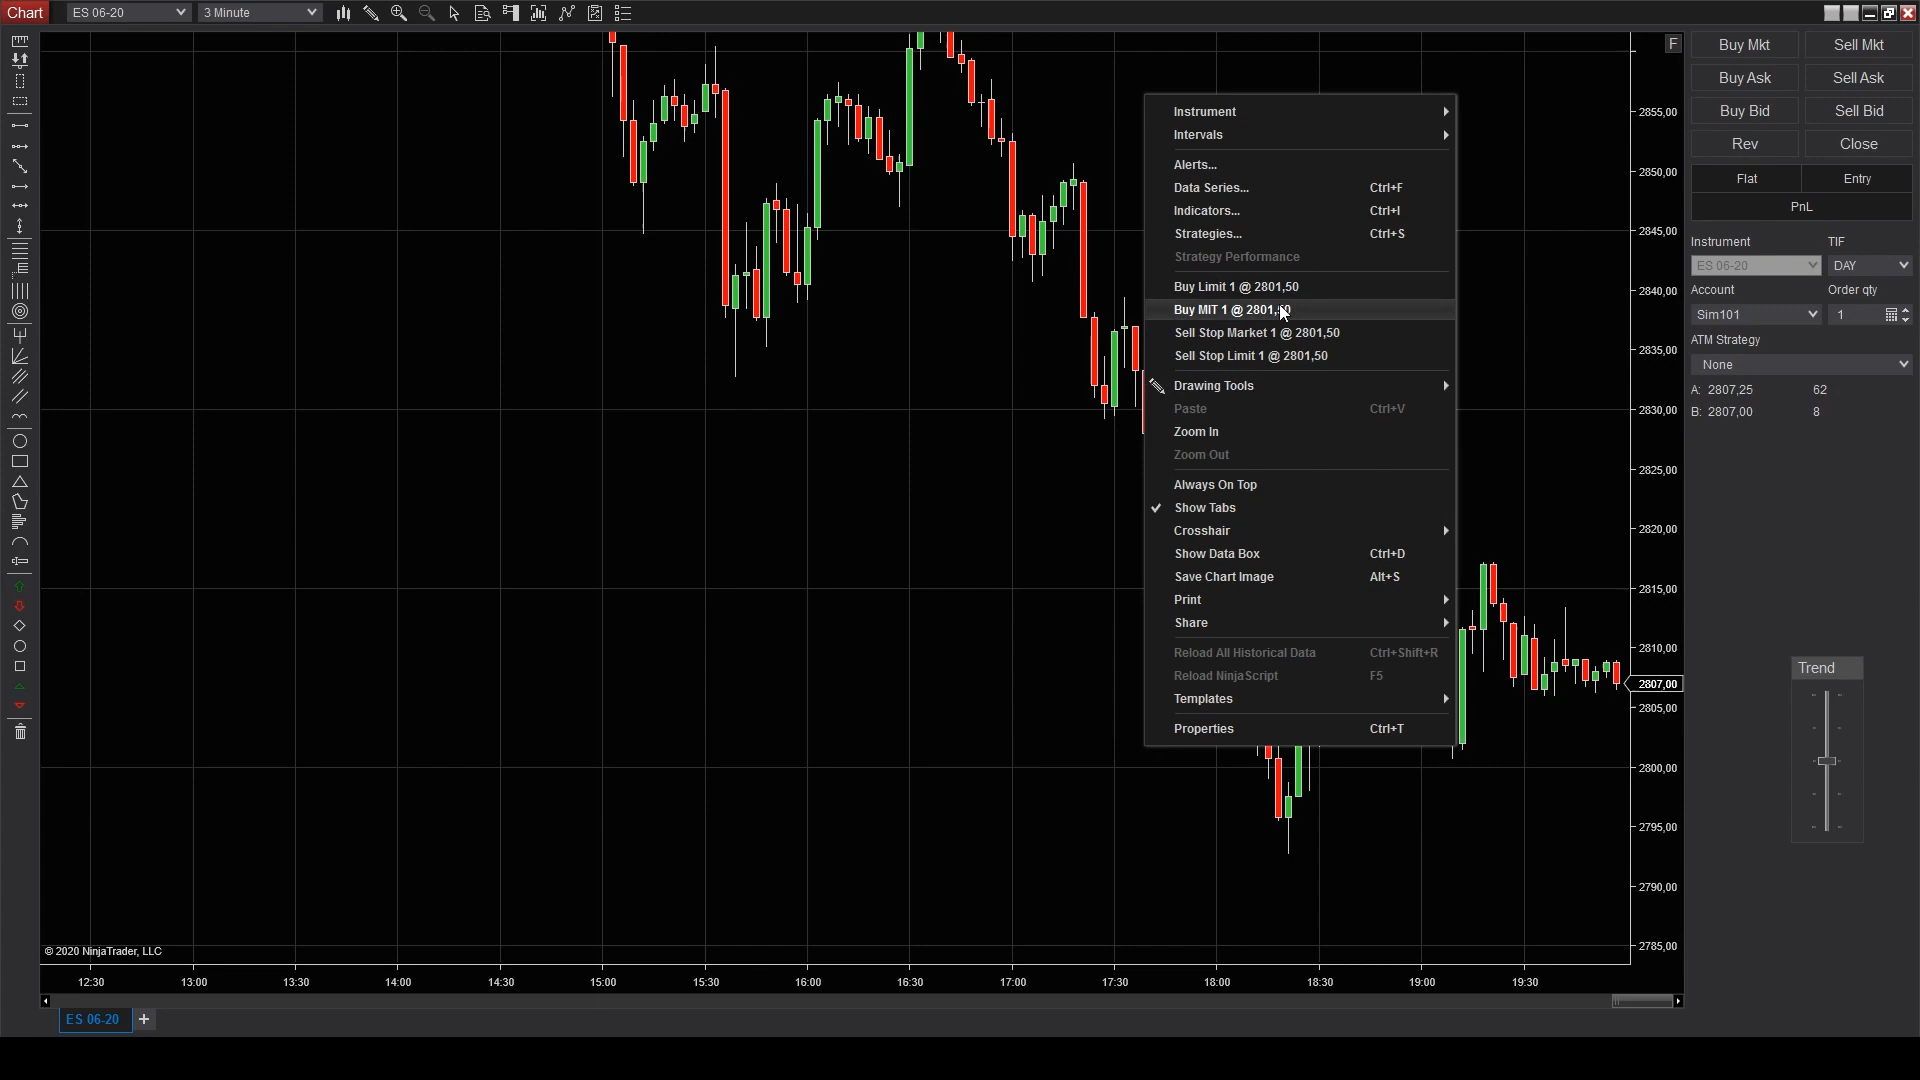 Chart ES 06-20 3 Minute
F
Buy Mkt Sell Mkt
Buy Ask Sell Ask
Buy Bid Sell Bid
Rev Close
Flat Entry
PnL
Instrument TIF
ES 06-20 DAY
Account Order qty
Sim101 1
ATM Strategy
None
A: 2807,25 62
B: 2807,00 8
Trend
Instrument
Intervals
Alerts...
Data Series... Ctrl+F
Indicators... Ctrl+I
Strategies... Ctrl+S
Strategy Performance
Buy Limit 1 @ 2801,50
Buy MIT 1 @ 2801,50
Sell Stop Market 1 @ 2801,50
Sell Stop Limit 1 @ 2801,50
Drawing Tools
Paste Ctrl+V
Zoom In
Zoom Out
Always On Top
Show Tabs
Crosshair
Show Data Box Ctrl+D
Save Chart Image Alt+S
Print
Share
Reload All Historical Data Ctrl+Shift+R
Reload NinjaScript F5
Templates
Properties Ctrl+T
2855,00
2850,00
2845,00
2840,00
2835,00
2830,00
2825,00
2820,00
2815,00
2810,00
2807,00
2805,00
2800,00
2795,00
2790,00
2785,00
© 2020 NinjaTrader, LLC
12:30 13:00 13:30 14:00 14:30 15:00 15:30 16:00 16:30 17:00 17:30 18:00 18:30 19:00 19:30
ES 06-20 +